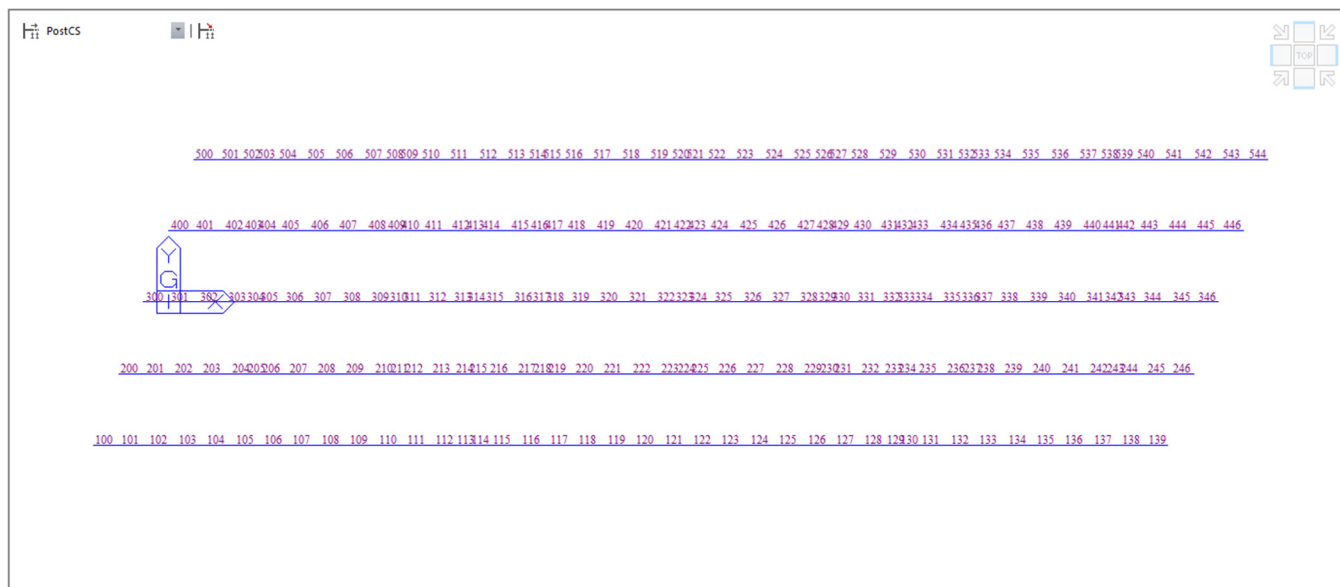 PostCS
TOP
500 501 502 503 504 505 506 507 508 509 510 511 512 513 514 515 516 517 518 519 520 521 522 523 524 525 526 527 528 529 530 531 532 533 534 535 536 537 538 539 540 541 542 543 544
400 401 402 403 404 405 406 407 408 409 410 411 412 413 414 415 416 417 418 419 420 421 422 423 424 425 426 427 428 429 430 431 432 433 434 435 436 437 438 439 440 441 442 443 444 445 446
Y
G
X
300 301 302 303 304 305 306 307 308 309 310 311 312 313 314 315 316 317 318 319 320 321 322 323 324 325 326 327 328 329 330 331 332 333 334 335 336 337 338 339 340 341 342 343 344 345 346
200 201 202 203 204 205 206 207 208 209 210 211 212 213 214 215 216 217 218 219 220 221 222 223 224 225 226 227 228 229 230 231 232 233 234 235 236 237 238 239 240 241 242 243 244 245 246
100 101 102 103 104 105 106 107 108 109 110 111 112 113 114 115 116 117 118 119 120 121 122 123 124 125 126 127 128 129 130 131 132 133 134 135 136 137 138 139